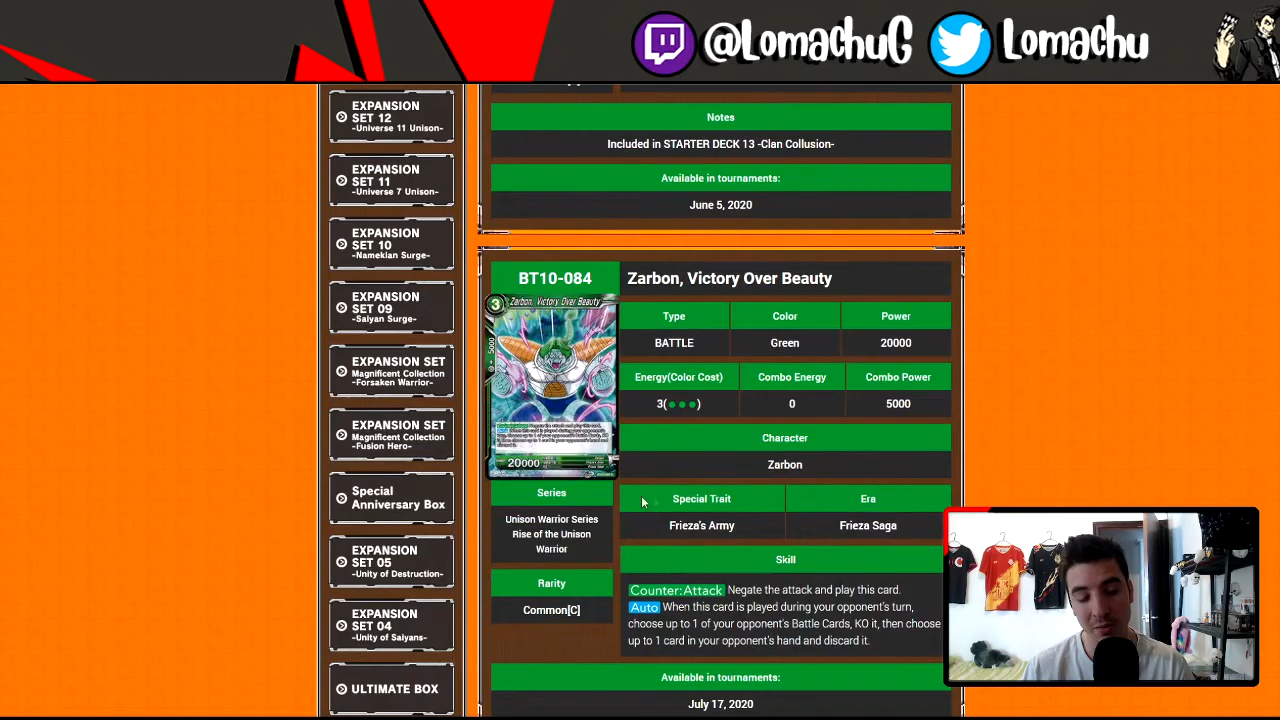 @LomachuG
Lomachu
EXPANSION
SET 12
-Universe 11 Unison-
EXPANSION
SET 11
-Universe 7 Unison-
EXPANSION
SET 10
-Namekian Surge-
EXPANSION
SET 09
-Saiyan Surge-
EXPANSION SET
Magnificent Collection
-Forsaken Warrior-
EXPANSION SET
Magnificent Collection
-Fusion Hero-
Special
Anniversary Box
EXPANSION
SET 05
-Unity of Destruction-
EXPANSION
SET 04
-Unity of Saiyans-
ULTIMATE BOX
Notes
Included in STARTER DECK 13 -Clan Collusion-
Available in tournaments:
June 5, 2020
BT10-084
Zarbon, Victory Over Beauty
3
Zarbon, Victory Over Beauty
5000
20000
Type
Color
Power
BATTLE
Green
20000
Energy(Color Cost)
Combo Energy
Combo Power
3(●●●)
0
5000
Character
Zarbon
Series
Unison Warrior Series
Rise of the Unison
Warrior
Special Trait
Era
Frieza's Army
Frieza Saga
Rarity
Common[C]
Skill
Counter:Attack Negate the attack and play this card.
Auto When this card is played during your opponent's turn,
choose up to 1 of your opponent's Battle Cards, KO it, then choose
up to 1 card in your opponent's hand and discard it.
Available in tournaments:
July 17, 2020